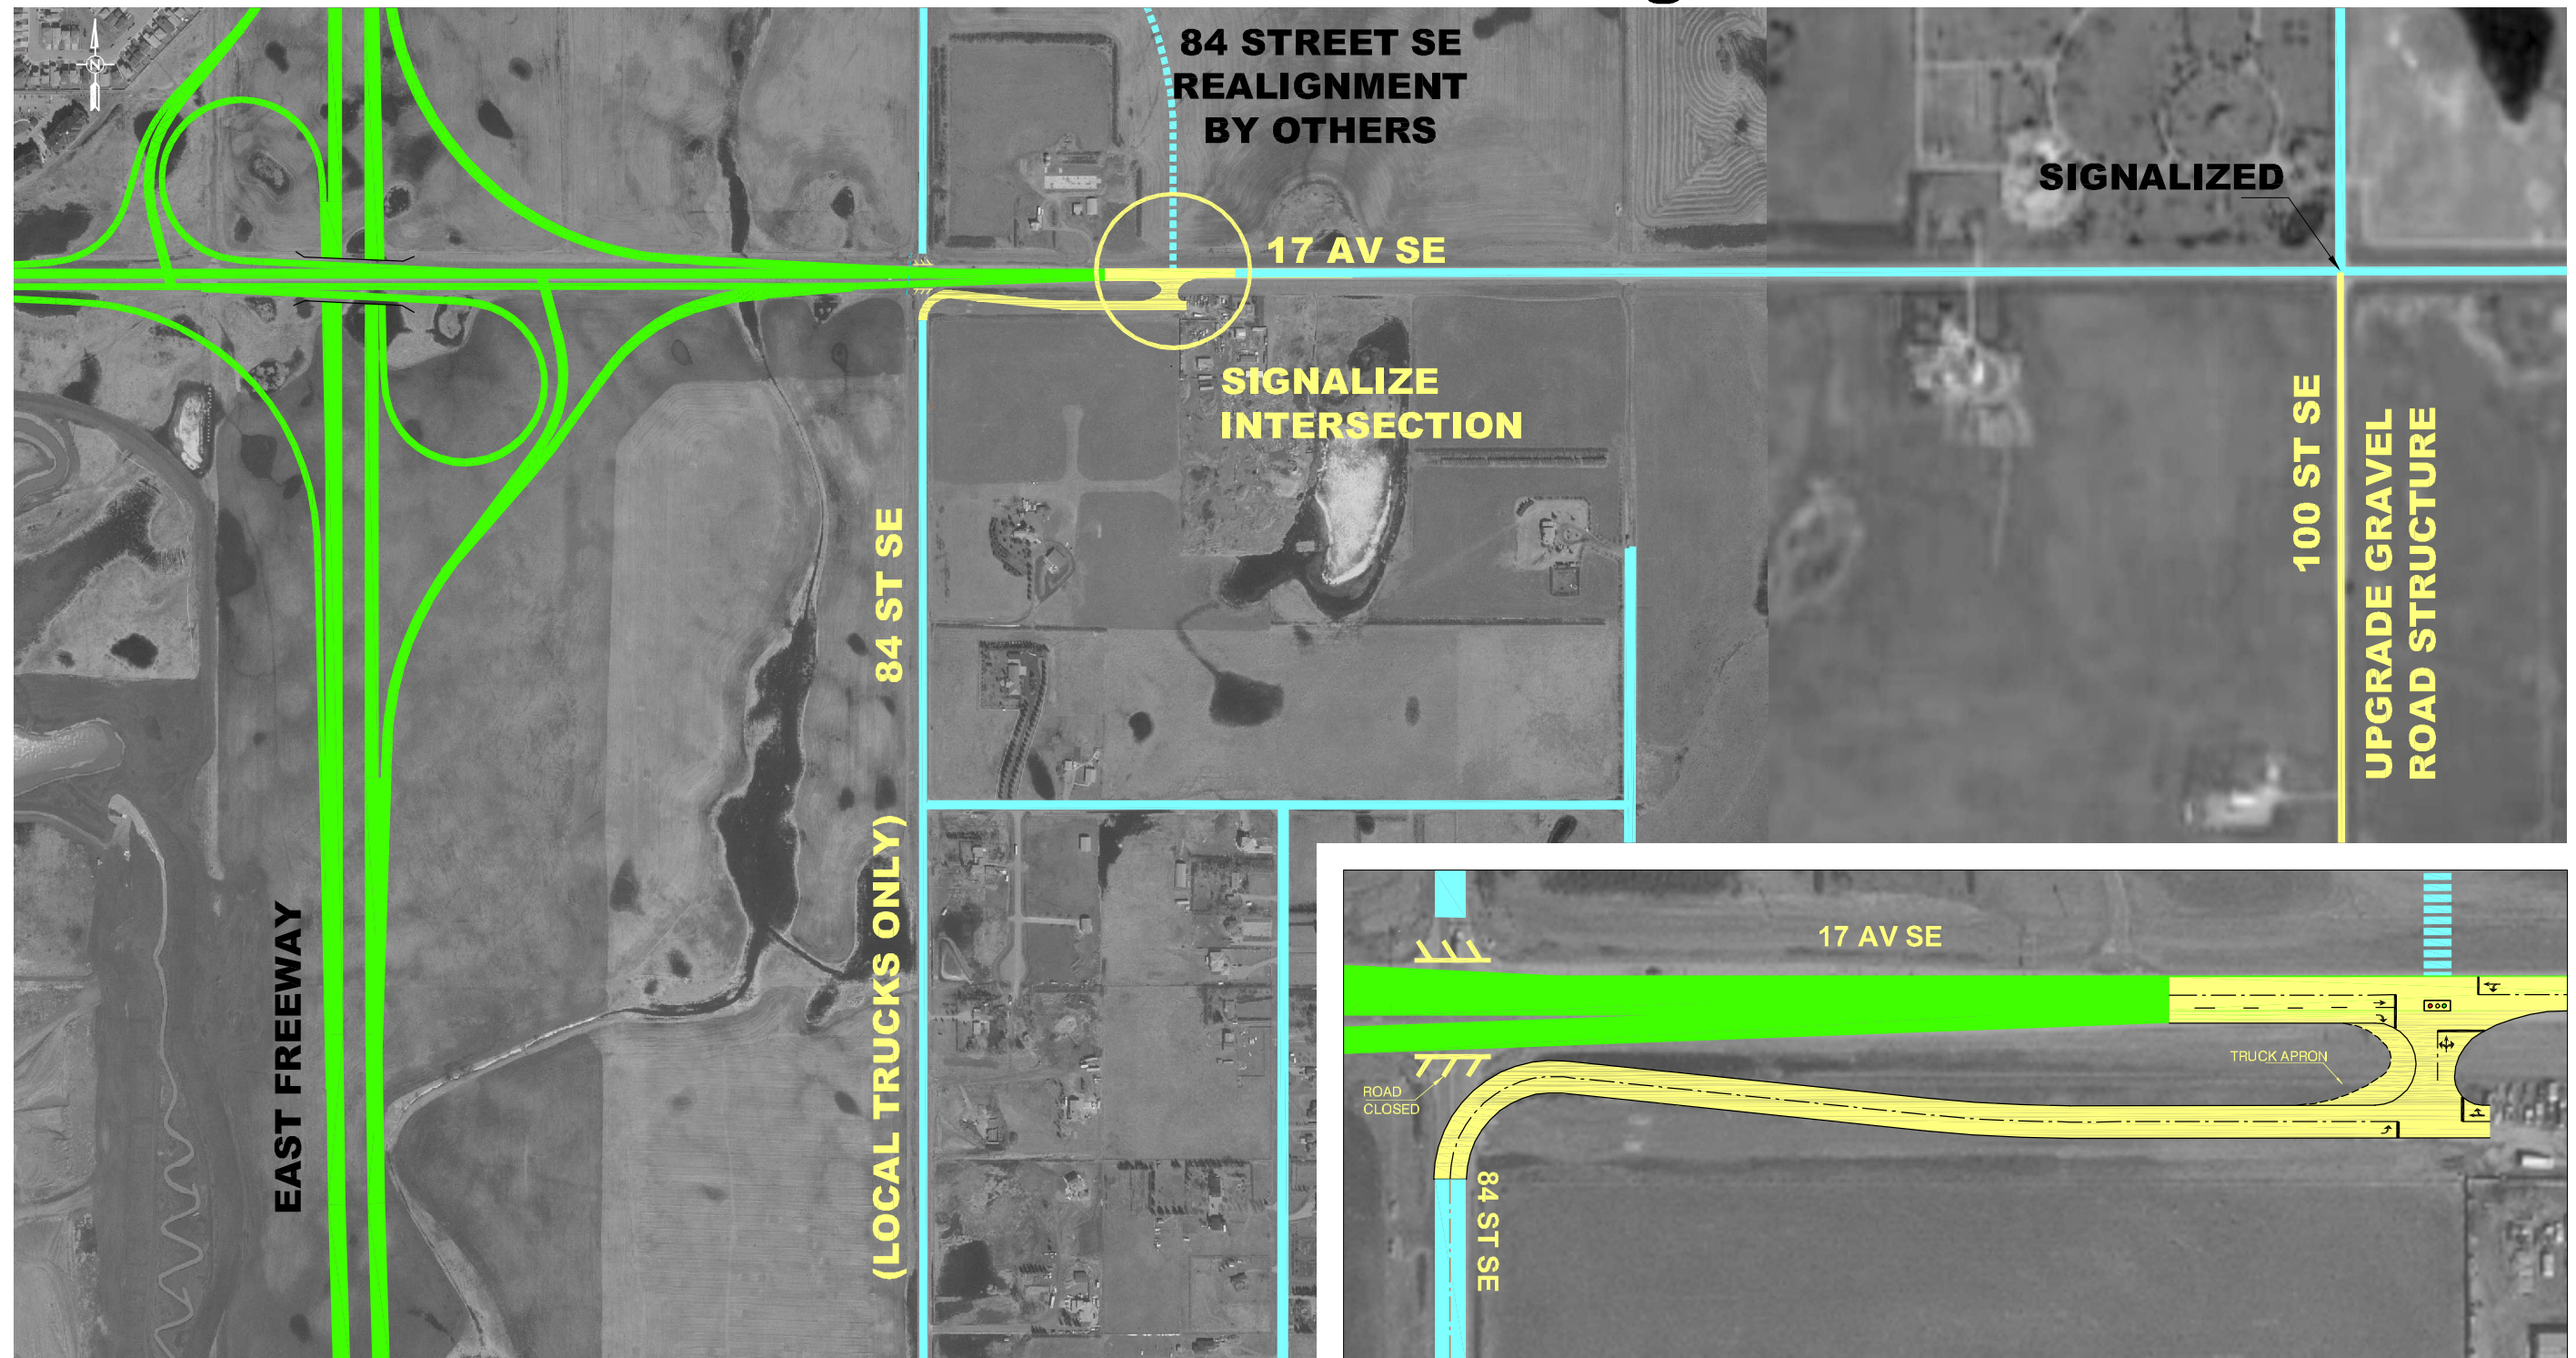 N
84 STREET SE
REALIGNMENT
BY OTHERS
SIGNALIZED
17 AV SE
SIGNALIZE
INTERSECTION
84 ST SE
(LOCAL TRUCKS ONLY)
100 ST SE
UPGRADE GRAVEL
ROAD STRUCTURE
EAST FREEWAY
17 AV SE
TRUCK APRON
ROAD
CLOSED
84 ST SE